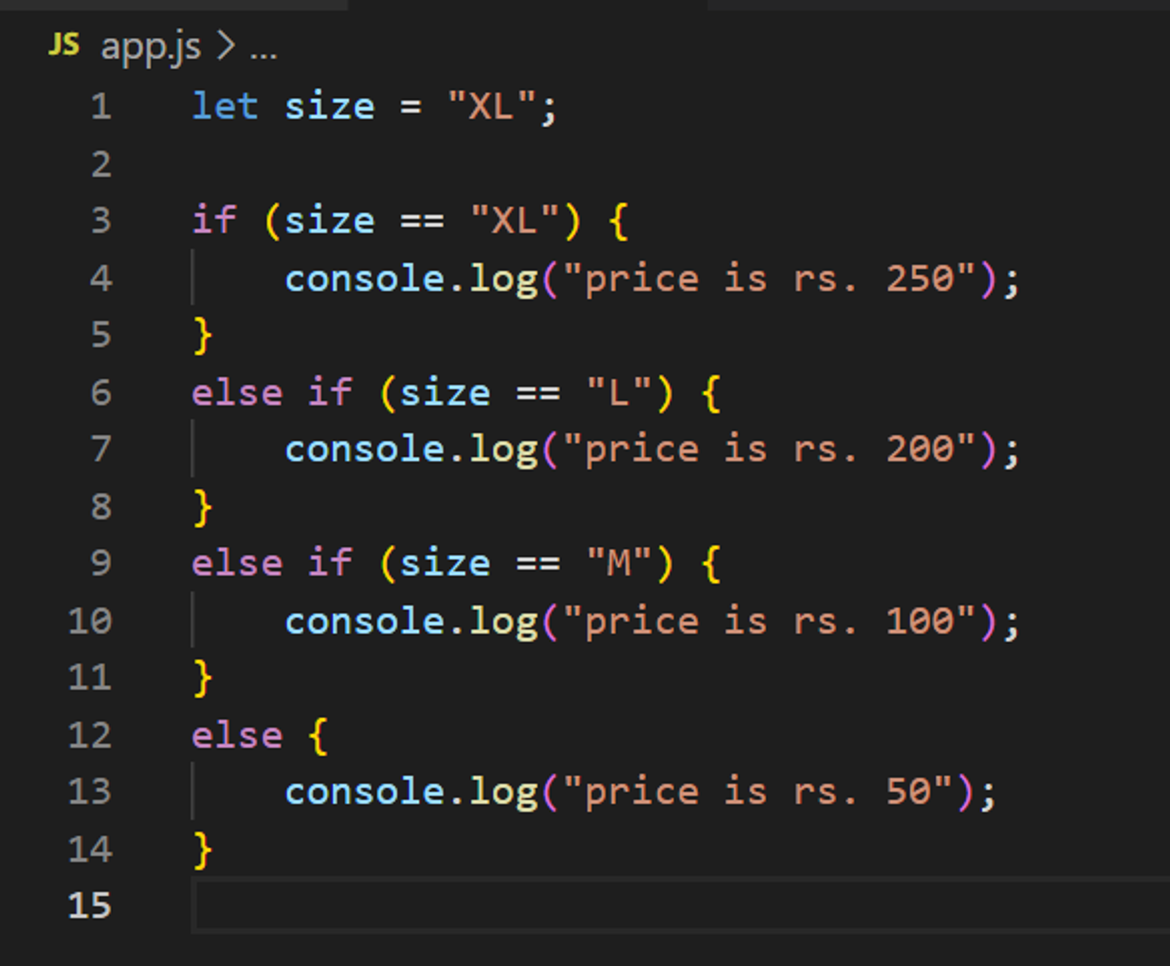 JS app.js > ...
1 let size = "XL";
2
3 if (size == "XL") {
4     console.log("price is rs. 250");
5 }
6 else if (size == "L") {
7     console.log("price is rs. 200");
8 }
9 else if (size == "M") {
10     console.log("price is rs. 100");
11 }
12 else {
13     console.log("price is rs. 50");
14 }
15